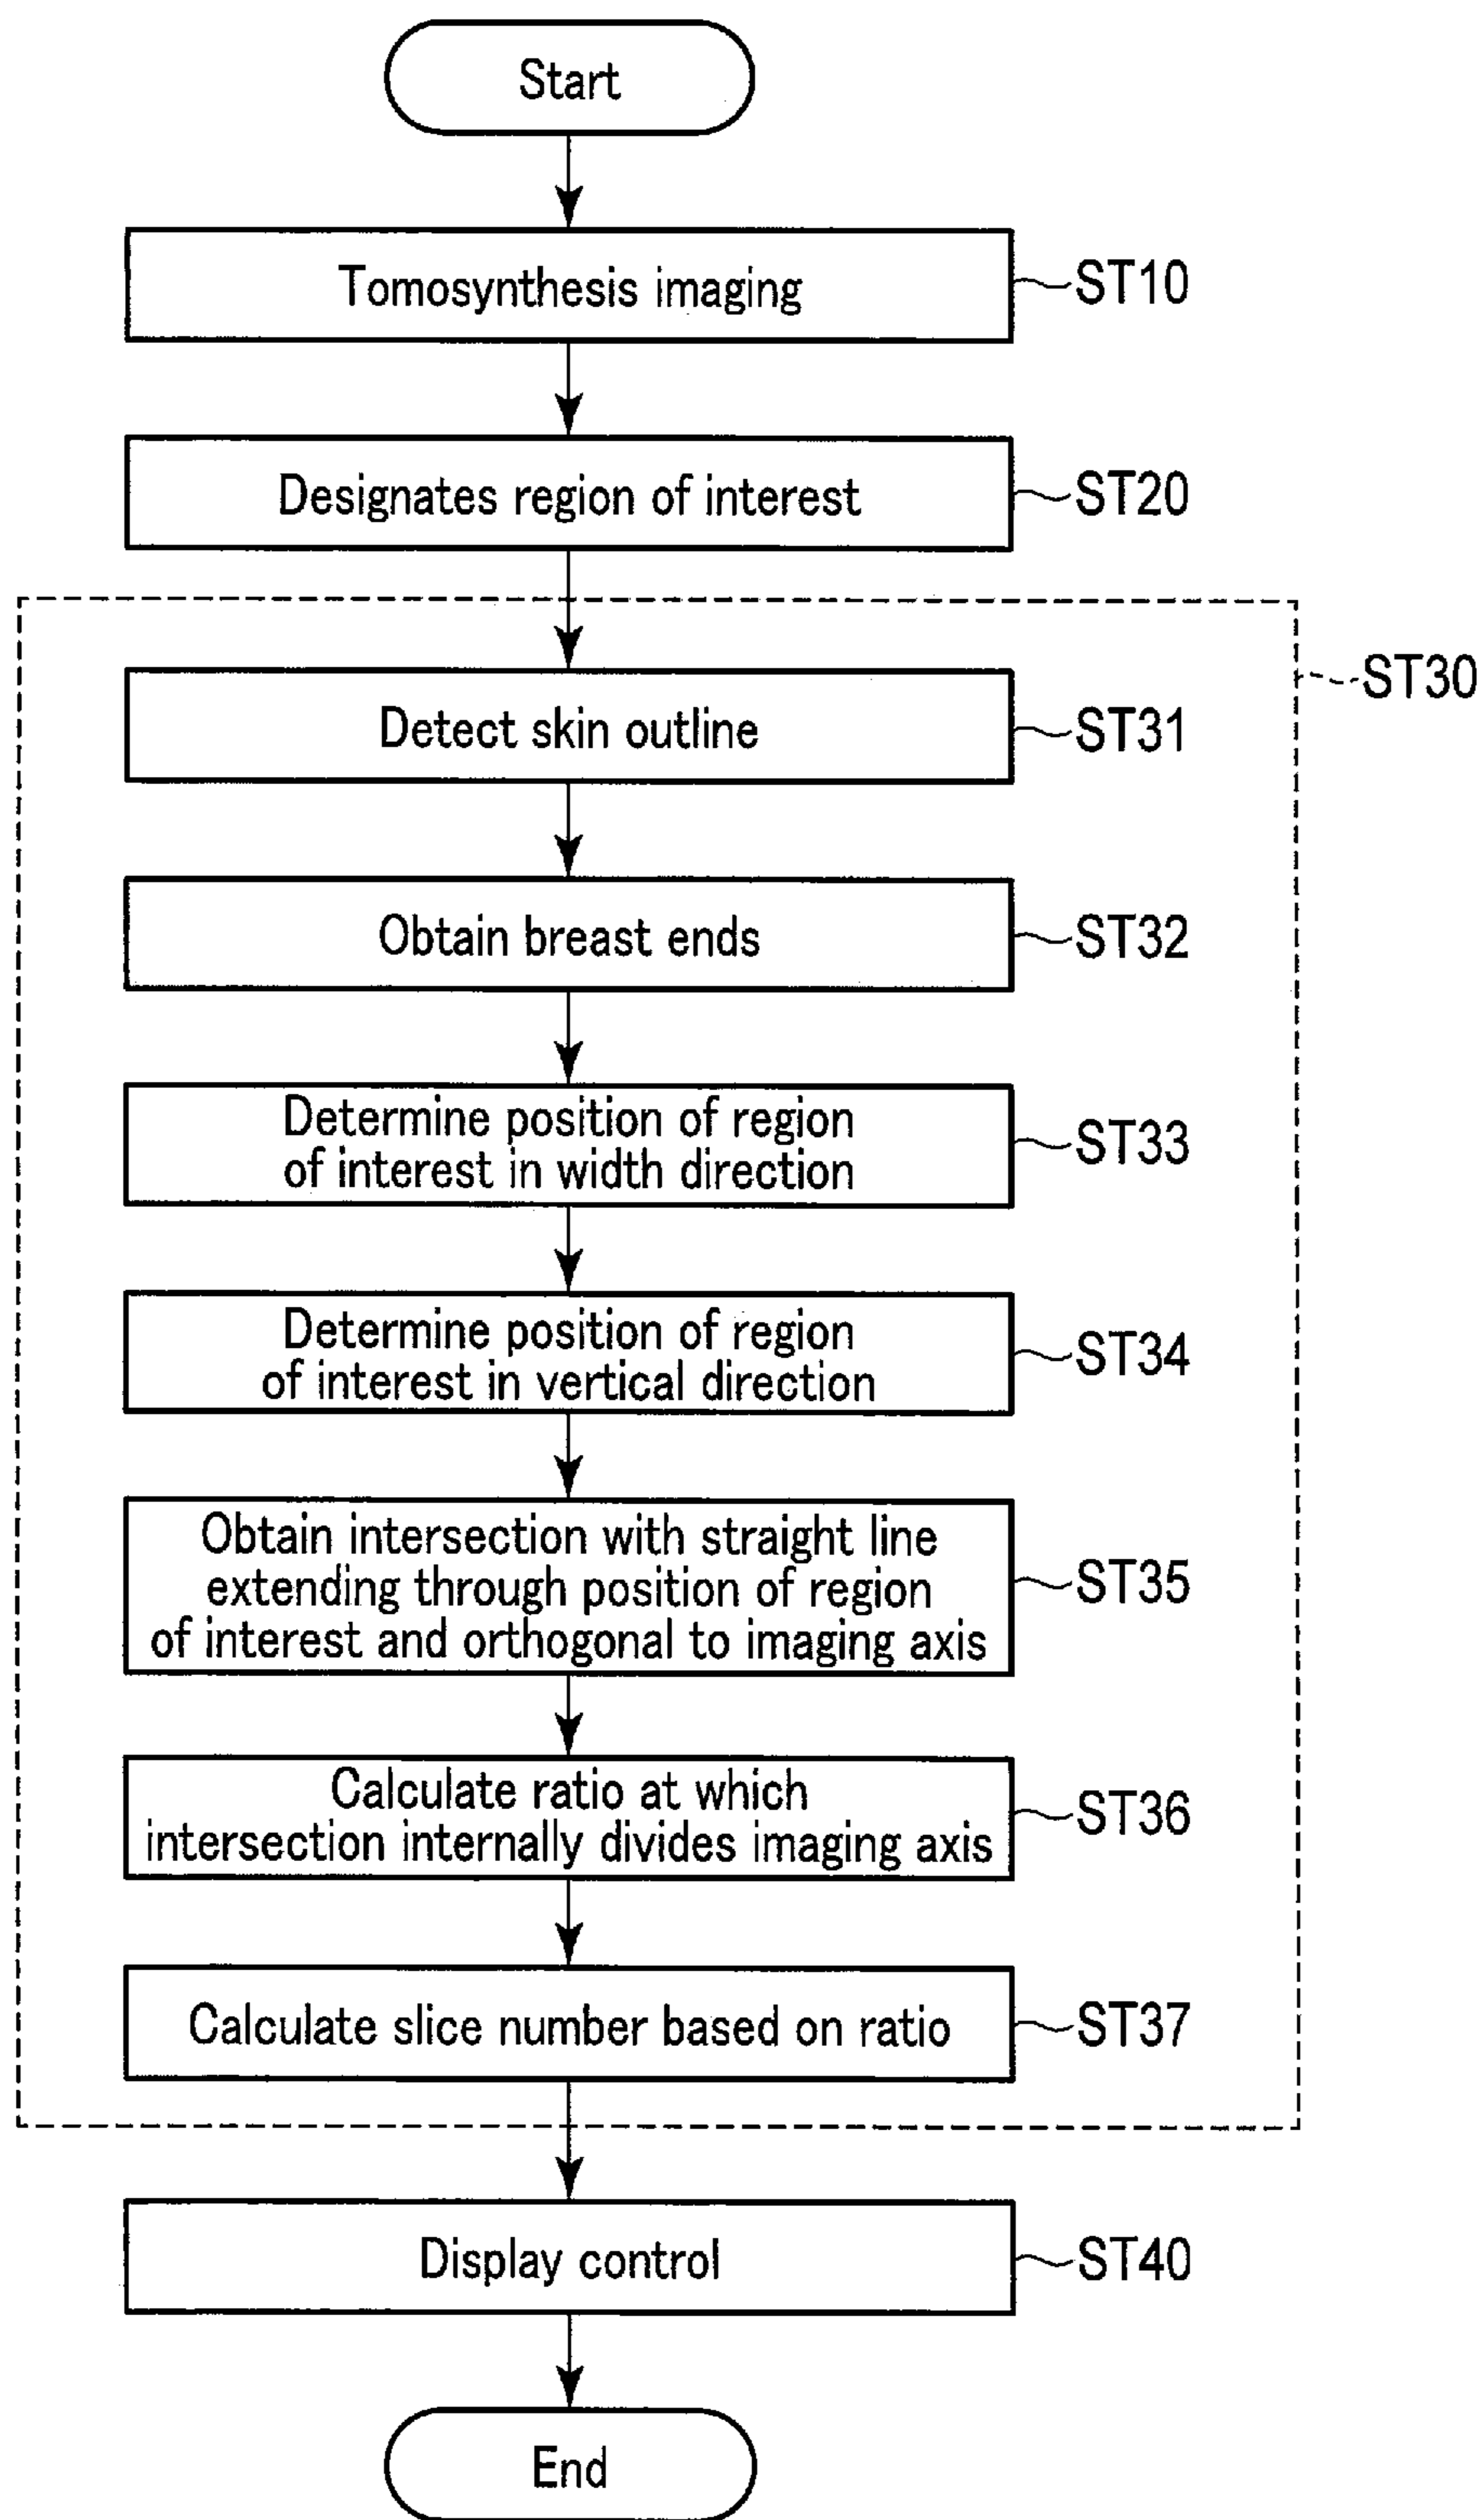 Start
Tomosynthesis imaging
ST10
Designates region of interest
ST20
ST30
Detect skin outline
ST31
Obtain breast ends
ST32
Determine position of region
of interest in width direction
ST33
Determine position of region
of interest in vertical direction
ST34
Obtain intersection with straight line
extending through position of region
of interest and orthogonal to imaging axis
ST35
Calculate ratio at which
intersection internally divides imaging axis
ST36
Calculate slice number based on ratio
ST37
Display control
ST40
End